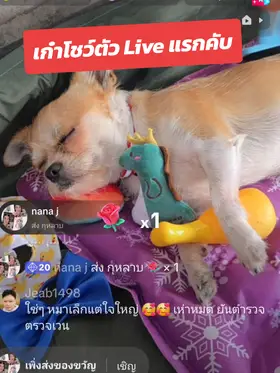 เก๋าโชว์ตัว Live แรกคับ
nana j
ส่ง กุหลาบ
x1
20 nana j ส่ง กุหลาบ x 1
Jeab1498
ใช่ๆ หมาเล็กแต่ใจใหญ่ 🥰🥰 เห่าหมด ยันตำรวจ
ตรวจเวน
เพิ่งส่งของขวัญ
เชิญ